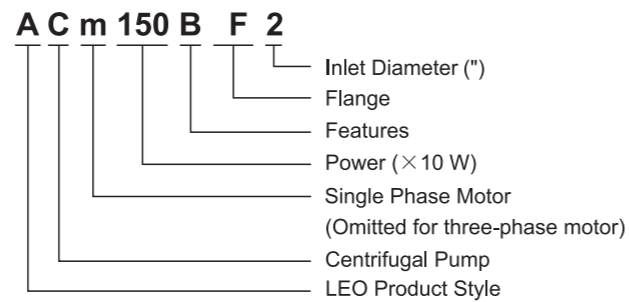 A C m 150 B F 2
Inlet Diameter (")
Flange
Features
Power (×10 W)
Single Phase Motor
(Omitted for three-phase motor)
Centrifugal Pump
LEO Product Style